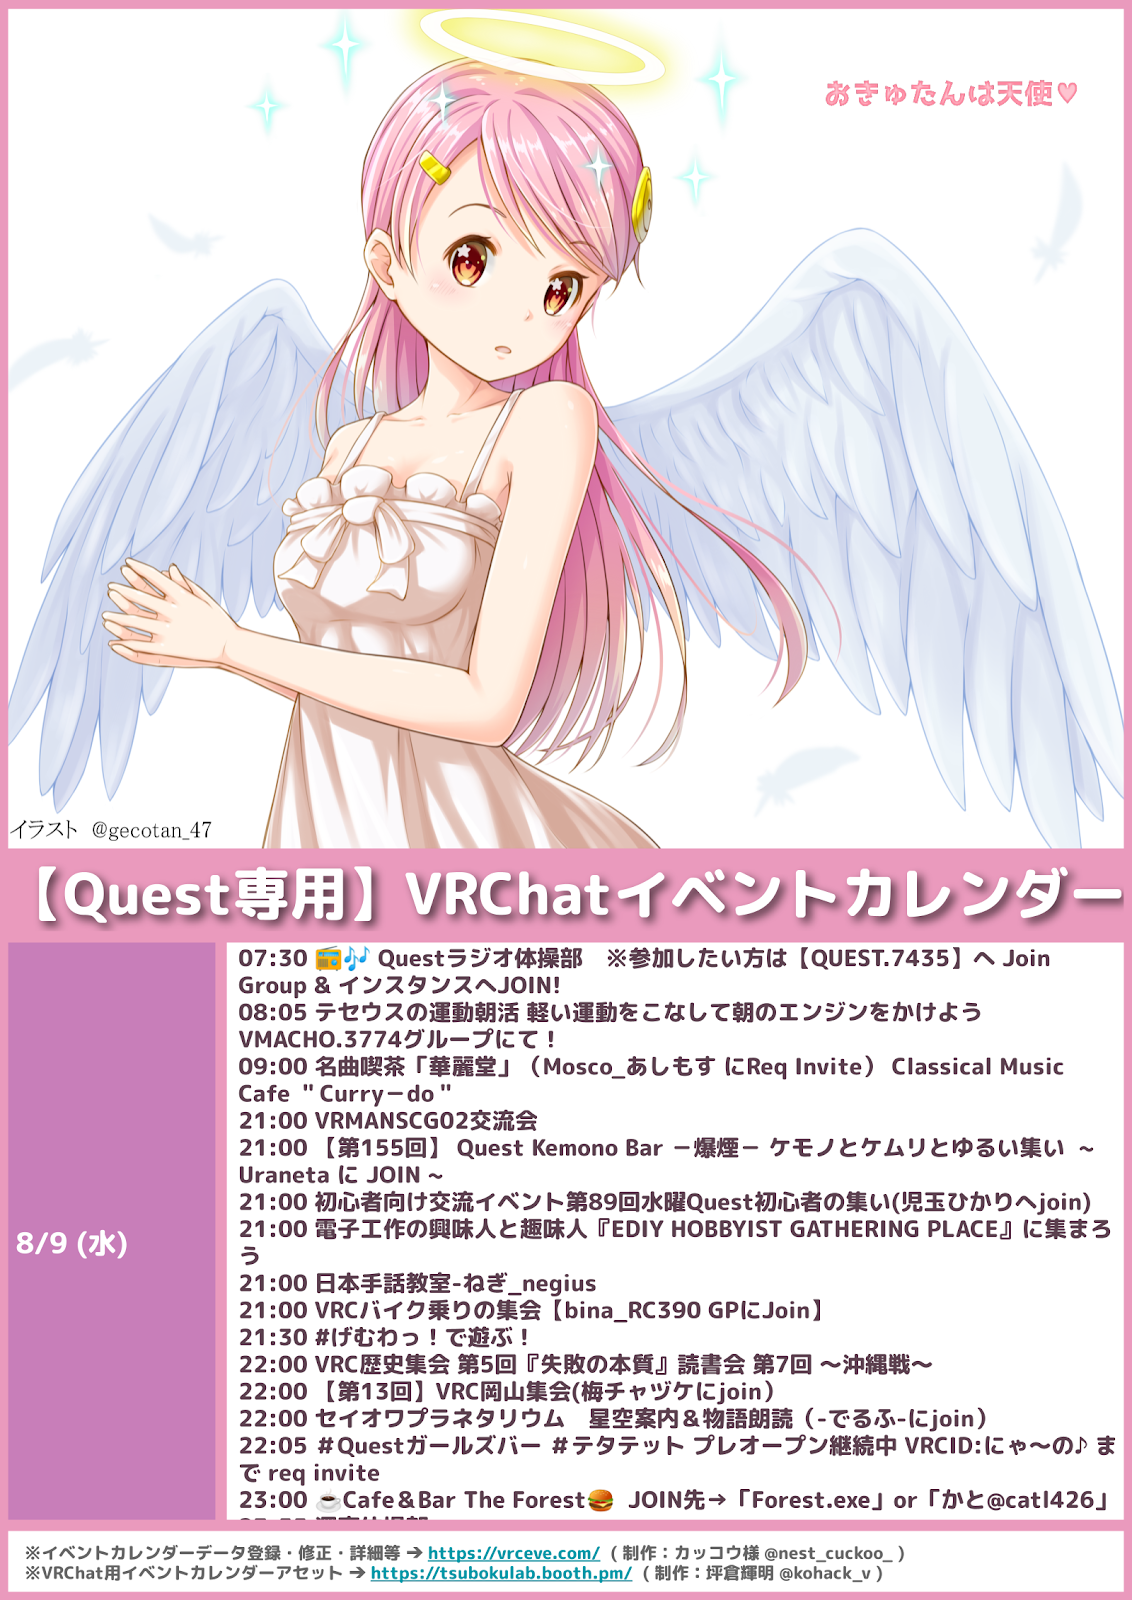 おきゅたんは天使♥
イラスト @gecotan_47
【Quest専用】VRChatイベントカレンダー
8/9 (水)
07:30 📻🎶 Questラジオ体操部　※参加したい方は【QUEST.7435】へ Join
Group & インスタンスへJOIN!
08:05 テセウスの運動朝活 軽い運動をこなして朝のエンジンをかけよう
VMACHO.3774グループにて！
09:00 名曲喫茶「華麗堂」（Mosco_あしもす にReq Invite） Classical Music
Cafe ＂Curry－do＂
21:00 VRMANSCG02交流会
21:00 【第155回】 Quest Kemono Bar －爆煙－ ケモノとケムリとゆるい集い ～
Uraneta に JOIN ~
21:00 初心者向け交流イベント第89回水曜Quest初心者の集い(児玉ひかりへjoin)
21:00 電子工作の興味人と趣味人『EDIY HOBBYIST GATHERING PLACE』に集まろ
う
21:00 日本手話教室-ねぎ_negius
21:00 VRCバイク乗りの集会【bina_RC390 GPにJoin】
21:30 #げむわっ！で遊ぶ！
22:00 VRC歴史集会 第5回『失敗の本質』読書会 第7回 ～沖縄戦～
22:00 【第13回】VRC岡山集会(梅チャヅケにjoin）
22:00 セイオワプラネタリウム　星空案内＆物語朗読（-でるふ-にjoin）
22:05 ＃Questガールズバー ＃テタテット プレオープン継続中 VRCID:にゃ～の♪ ま
で req invite
23:00 ☕Cafe＆Bar The Forest🍔 JOIN先→「Forest.exe」or「かと@catl426」
※イベントカレンダーデータ登録・修正・詳細等 ➔ https://vrceve.com/ ( 制作：カッコウ様 @nest_cuckoo_ )
※VRChat用イベントカレンダーアセット ➔ https://tsubokulab.booth.pm/ ( 制作：坪倉輝明 @kohack_v )